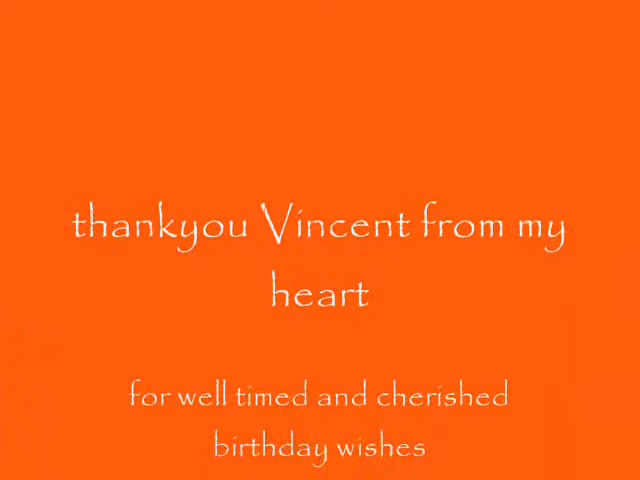 thankyou Vincent from my
heart
for well timed and cherished
birthday wishes